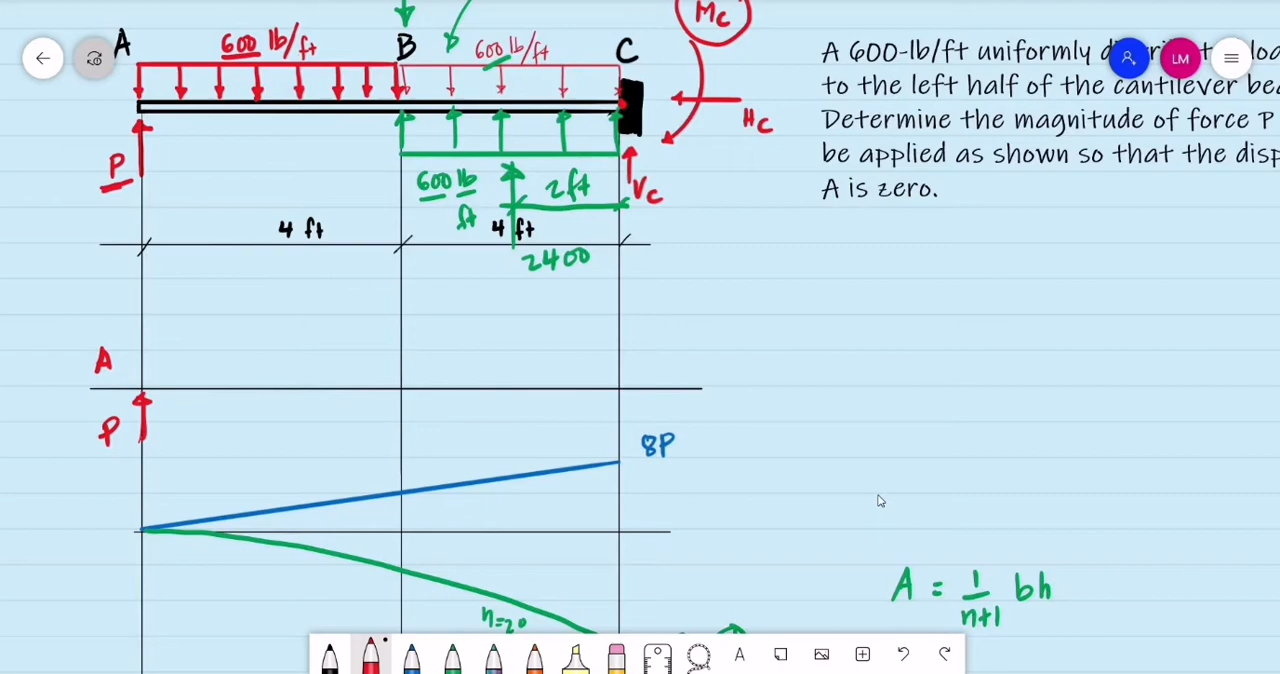 A
600 lb/ft
B
600 lb/ft
C
Mc
Hc
P
600 lb
ft
2ft
Vc
4 ft
4 ft
2400
A
P
8P
n=2°
A = 1/n+1 bh
A 600-lb/ft uniformly
to the left half of the cantilever bea
Determine the magnitude of force P
be applied as shown so that the disp
A is zero.
LM
A